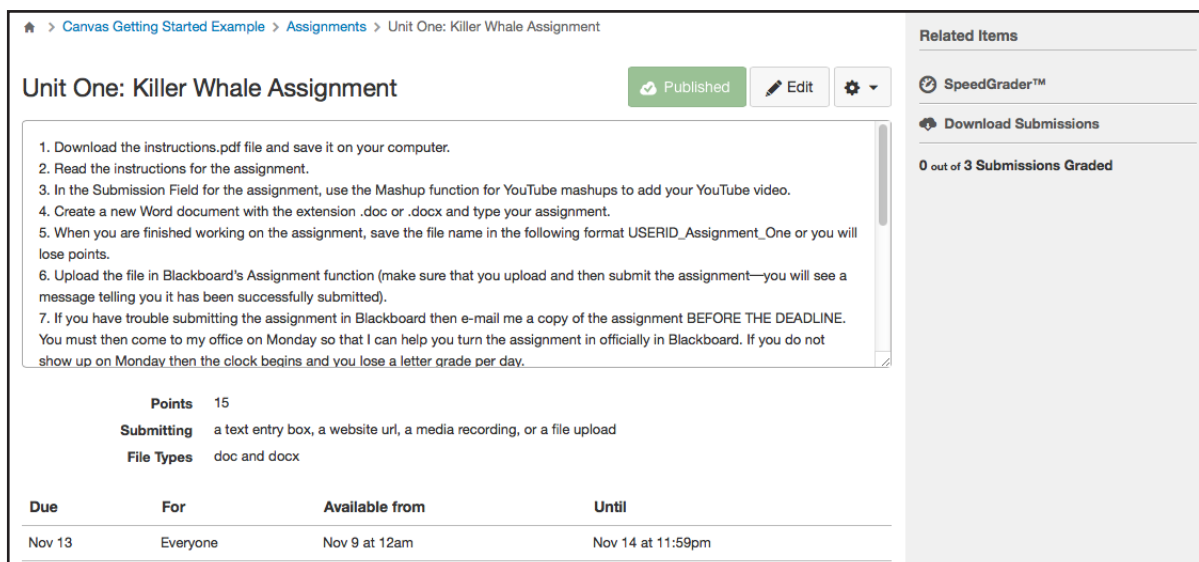 > Canvas Getting Started Example > Assignments > Unit One: Killer Whale Assignment
Unit One: Killer Whale Assignment
Published
Edit
1. Download the instructions.pdf file and save it on your computer.
2. Read the instructions for the assignment.
3. In the Submission Field for the assignment, use the Mashup function for YouTube mashups to add your YouTube video.
4. Create a new Word document with the extension .doc or .docx and type your assignment.
5. When you are finished working on the assignment, save the file name in the following format USERID_Assignment_One or you will
lose points.
6. Upload the file in Blackboard's Assignment function (make sure that you upload and then submit the assignment—you will see a
message telling you it has been successfully submitted).
7. If you have trouble submitting the assignment in Blackboard then e-mail me a copy of the assignment BEFORE THE DEADLINE.
You must then come to my office on Monday so that I can help you turn the assignment in officially in Blackboard. If you do not
show up on Monday then the clock begins and you lose a letter grade per day.
Points 15
Submitting a text entry box, a website url, a media recording, or a file upload
File Types doc and docx
Due For Available from Until
Nov 13 Everyone Nov 9 at 12am Nov 14 at 11:59pm
Related Items
SpeedGrader™
Download Submissions
0 out of 3 Submissions Graded